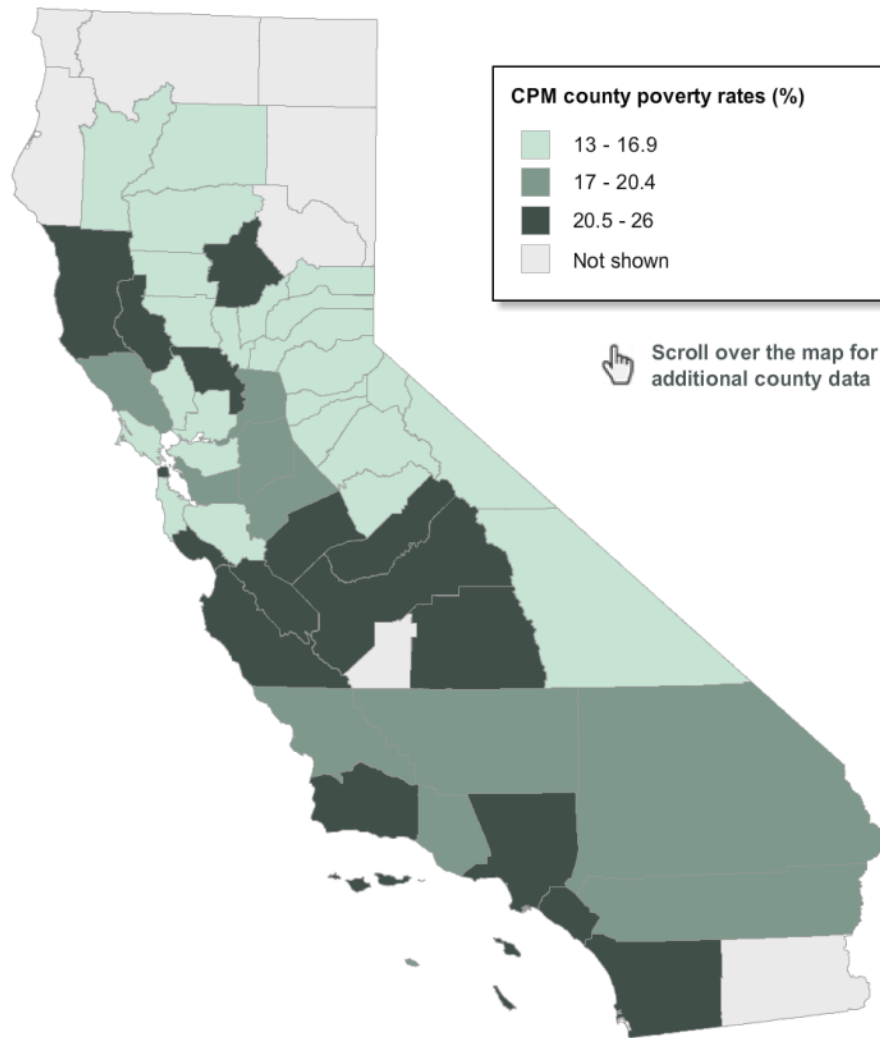 CPM county poverty rates (%)
13 - 16.9
17 - 20.4
20.5 - 26
Not shown
Scroll over the map for
additional county data